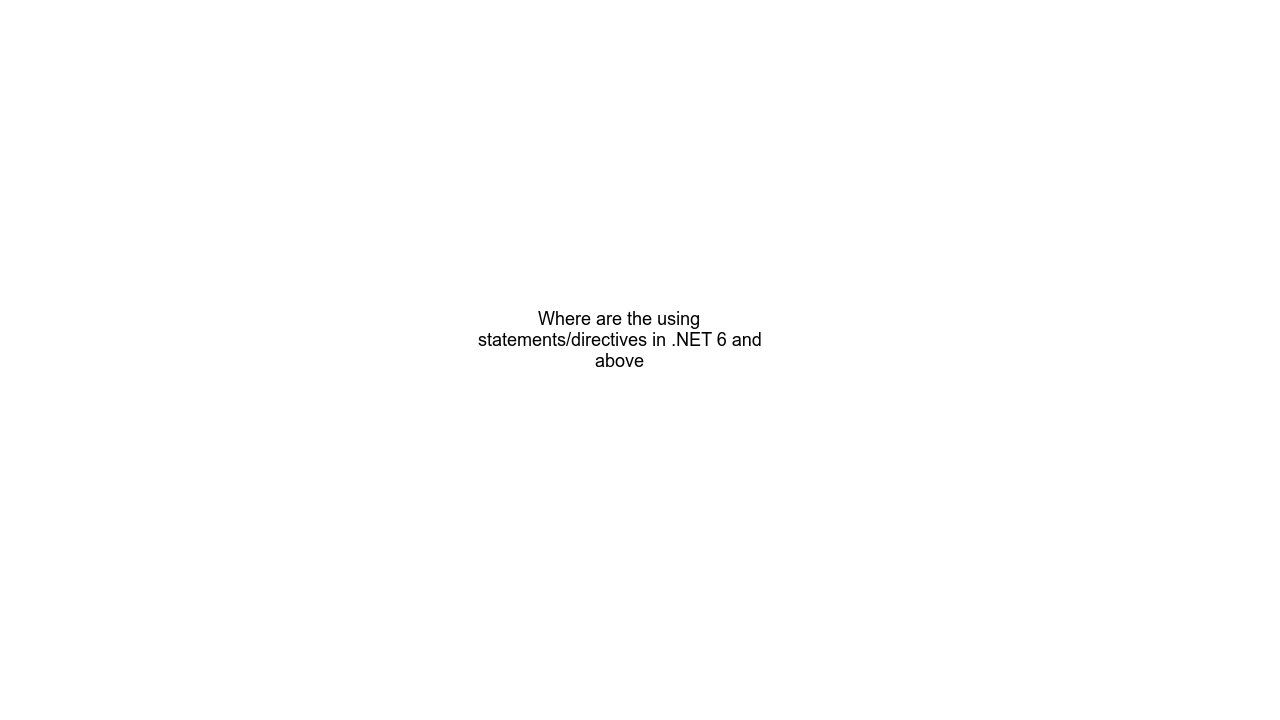 Where are the using
statements/directives in .NET 6 and
above